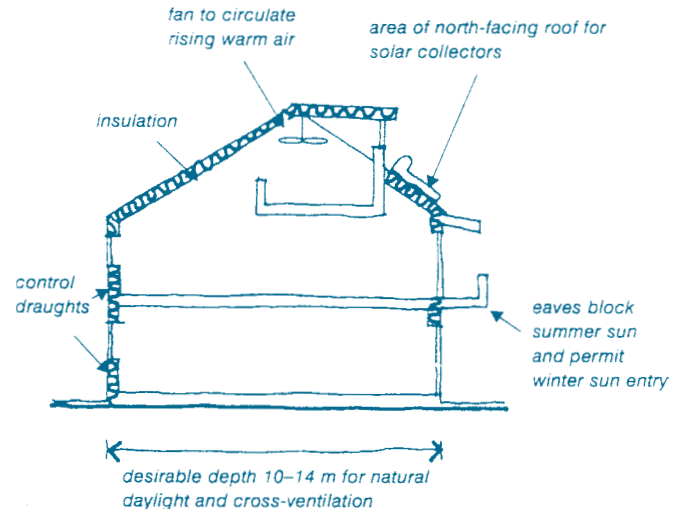 fan to circulate
rising warm air
area of north-facing roof for
solar collectors
insulation
control
draughts
eaves block
summer sun
and permit
winter sun entry
desirable depth 10–14 m for natural
daylight and cross-ventilation